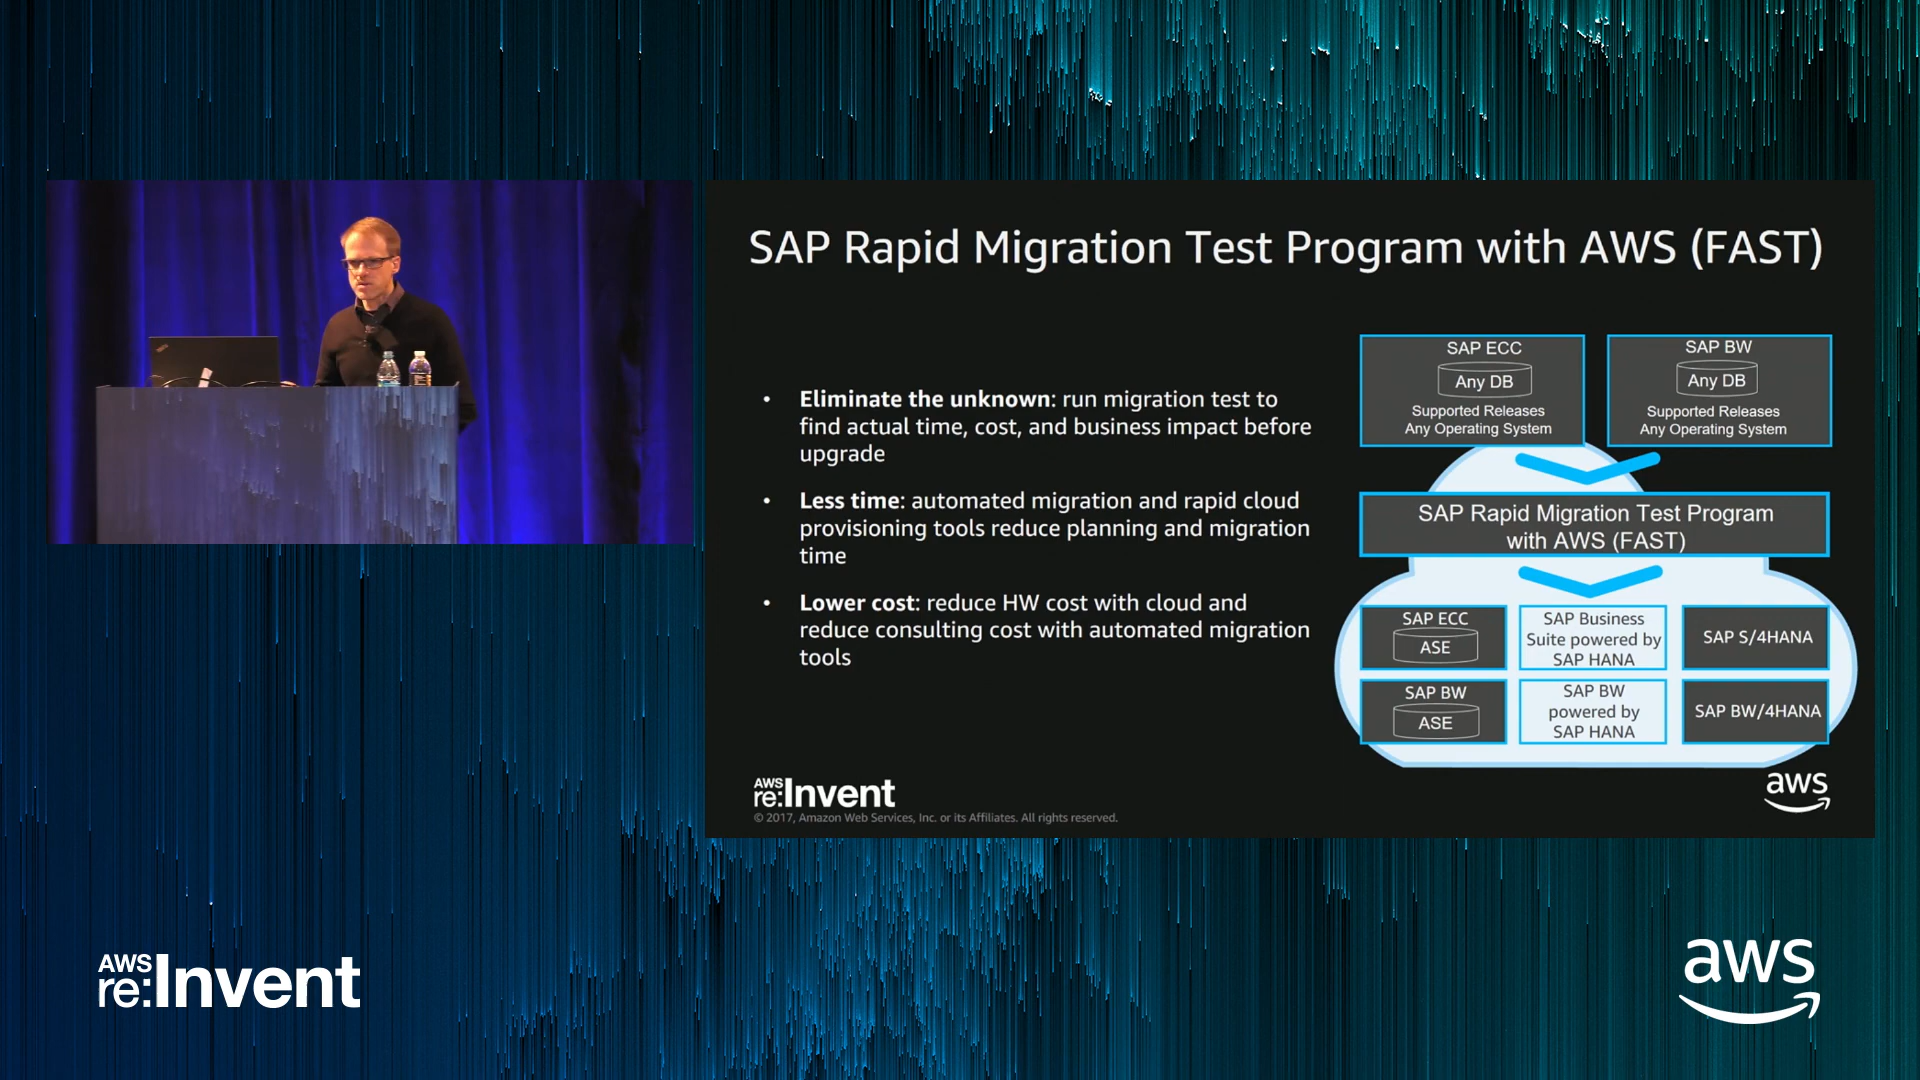 SAP Rapid Migration Test Program with AWS (FAST)
• Eliminate the unknown: run migration test to
find actual time, cost, and business impact before
upgrade
• Less time: automated migration and rapid cloud
provisioning tools reduce planning and migration
time
• Lower cost: reduce HW cost with cloud and
reduce consulting cost with automated migration
tools
SAP ECC
Any DB
Supported Releases
Any Operating System
SAP BW
Any DB
Supported Releases
Any Operating System
SAP Rapid Migration Test Program
with AWS (FAST)
SAP ECC
ASE
SAP Business
Suite powered by
SAP HANA
SAP S/4HANA
SAP BW
ASE
SAP BW
powered by
SAP HANA
SAP BW/4HANA
AWS
re:Invent
© 2017, Amazon Web Services, Inc. or its Affiliates. All rights reserved.
aws
AWS
re:Invent
aws